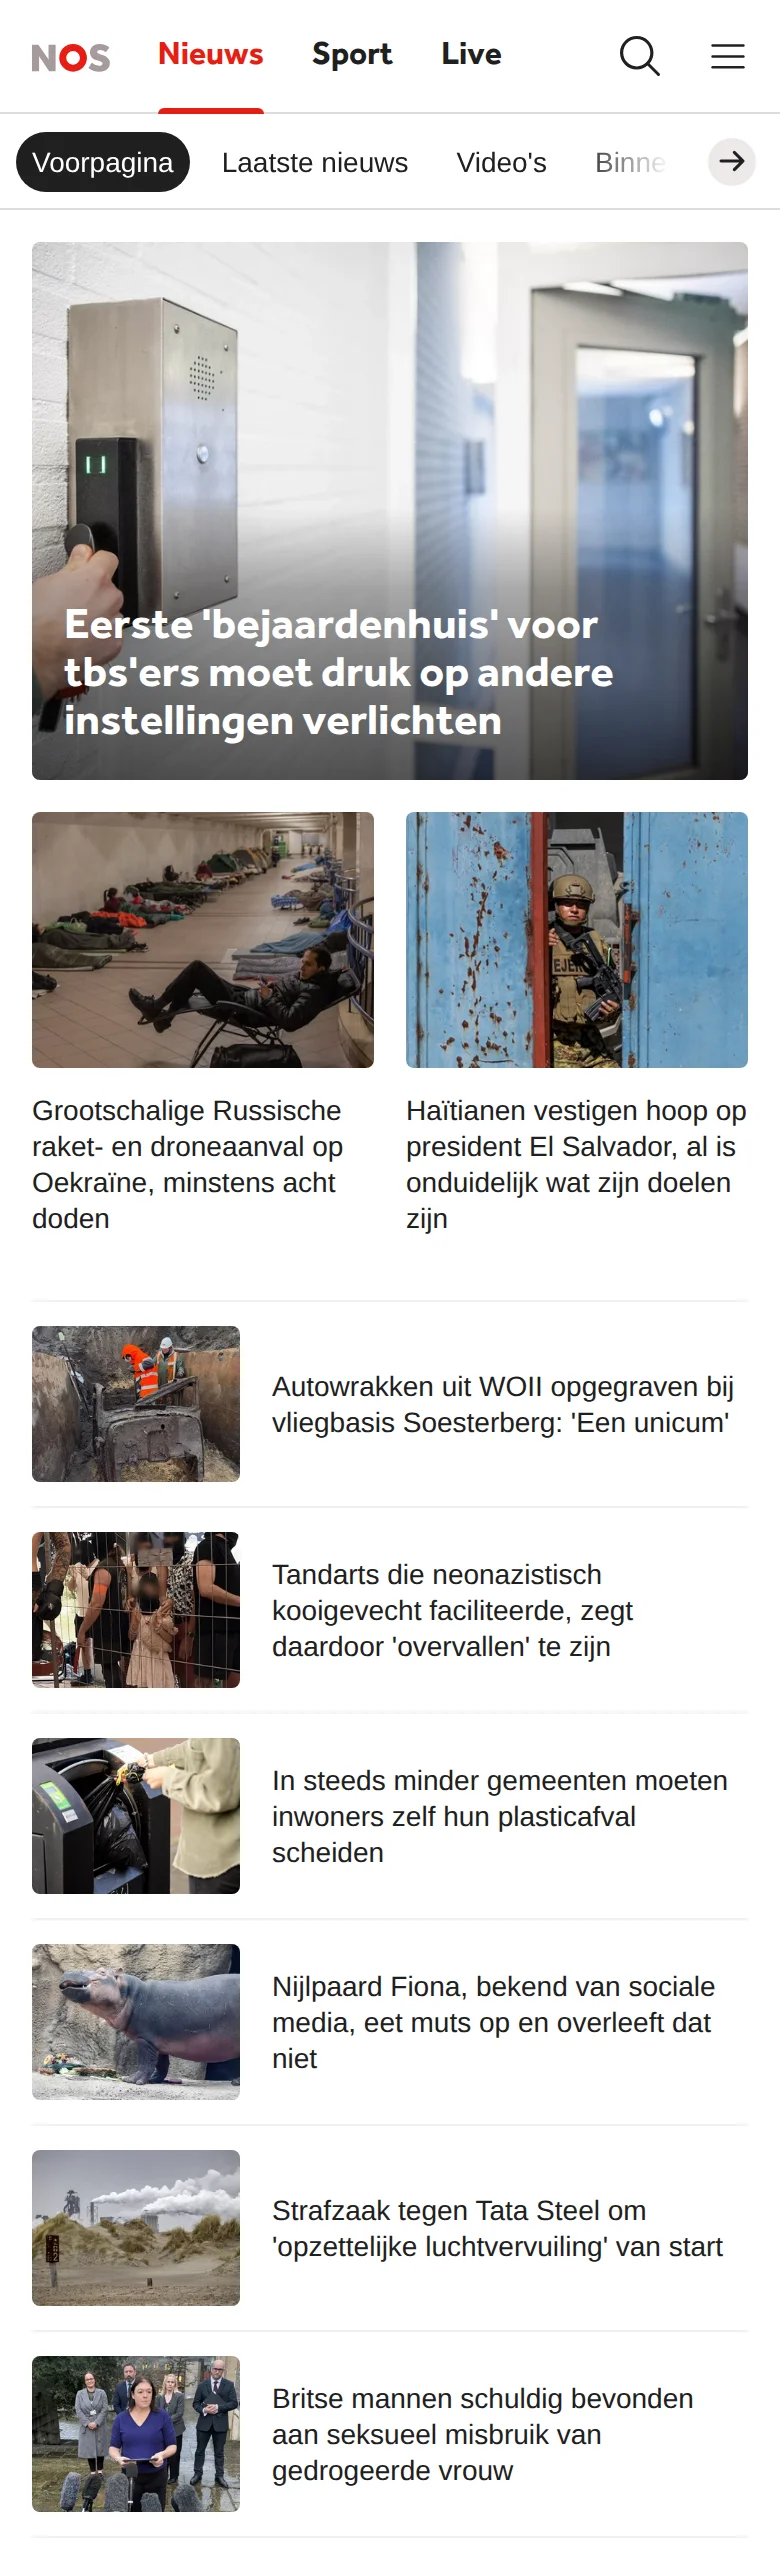 NOS
Nieuws
Sport
Live
Voorpagina
Laatste nieuws
Video's
Binne
Eerste 'bejaardenhuis' voor
tbs'ers moet druk op andere
instellingen verlichten
EJER
Grootschalige Russische
raket- en droneaanval op
Oekraïne, minstens acht
doden
Haïtianen vestigen hoop op
president El Salvador, al is
onduidelijk wat zijn doelen
zijn
Autowrakken uit WOII opgegraven bij
vliegbasis Soesterberg: 'Een unicum'
Tandarts die neonazistisch
kooigevecht faciliteerde, zegt
daardoor 'overvallen' te zijn
In steeds minder gemeenten moeten
inwoners zelf hun plasticafval
scheiden
Nijlpaard Fiona, bekend van sociale
media, eet muts op en overleeft dat
niet
Strafzaak tegen Tata Steel om
'opzettelijke luchtvervuiling' van start
Britse mannen schuldig bevonden
aan seksueel misbruik van
gedrogeerde vrouw